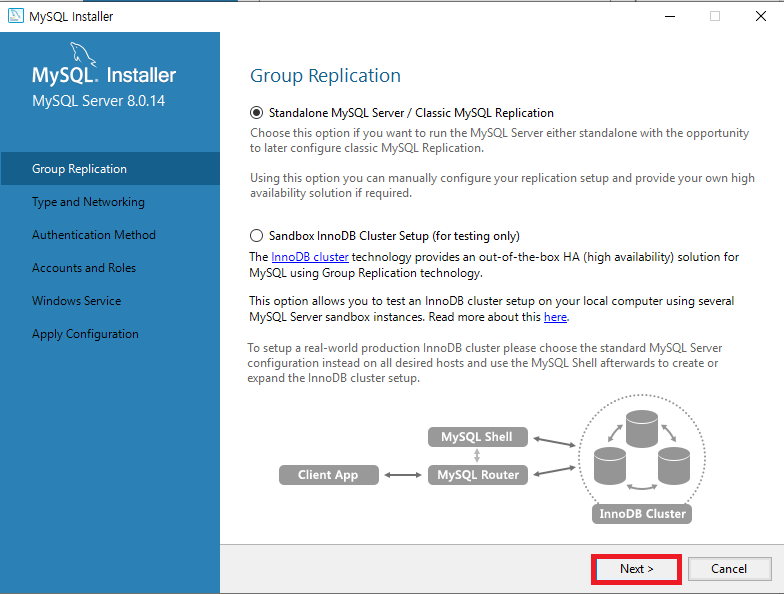 MySQL Installer
MySQL. Installer
MySQL Server 8.0.14
Group Replication
Type and Networking
Authentication Method
Accounts and Roles
Windows Service
Apply Configuration
Group Replication
Standalone MySQL Server / Classic MySQL Replication
Choose this option if you want to run the MySQL Server either standalone with the opportunity
to later configure classic MySQL Replication.
Using this option you can manually configure your replication setup and provide your own high
availability solution if required.
Sandbox InnoDB Cluster Setup (for testing only)
The InnoDB cluster technology provides an out-of-the-box HA (high availability) solution for
MySQL using Group Replication technology.
This option allows you to test an InnoDB cluster setup on your local computer using several
MySQL Server sandbox instances. Read more about this here.
To setup a real-world production InnoDB cluster please choose the standard MySQL Server
configuration instead on all desired hosts and use the MySQL Shell afterwards to create or
expand the InnoDB cluster setup.
MySQL Shell
Client App
MySQL Router
InnoDB Cluster
Next >
Cancel